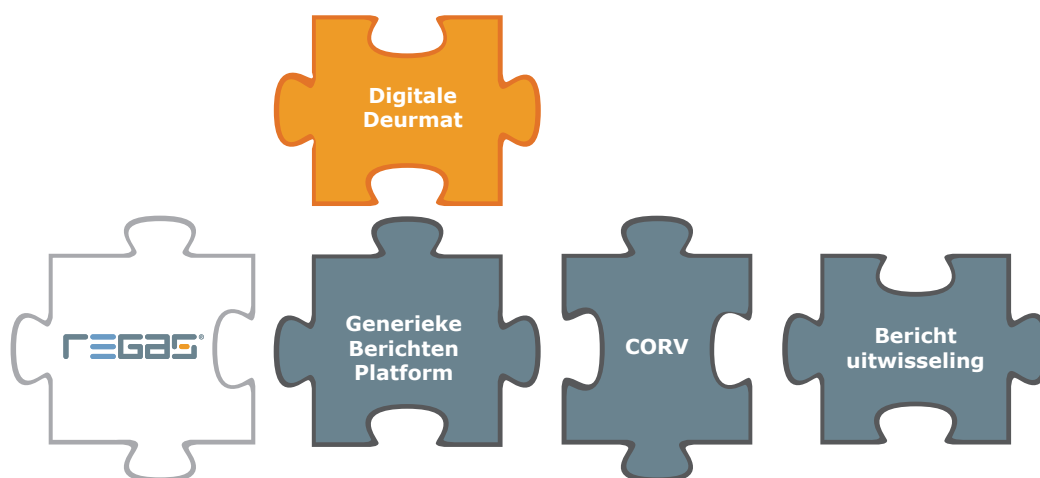 Digitale
Deurmat
regas®
Generieke
Berichten
Platform
CORV
Bericht
uitwisseling